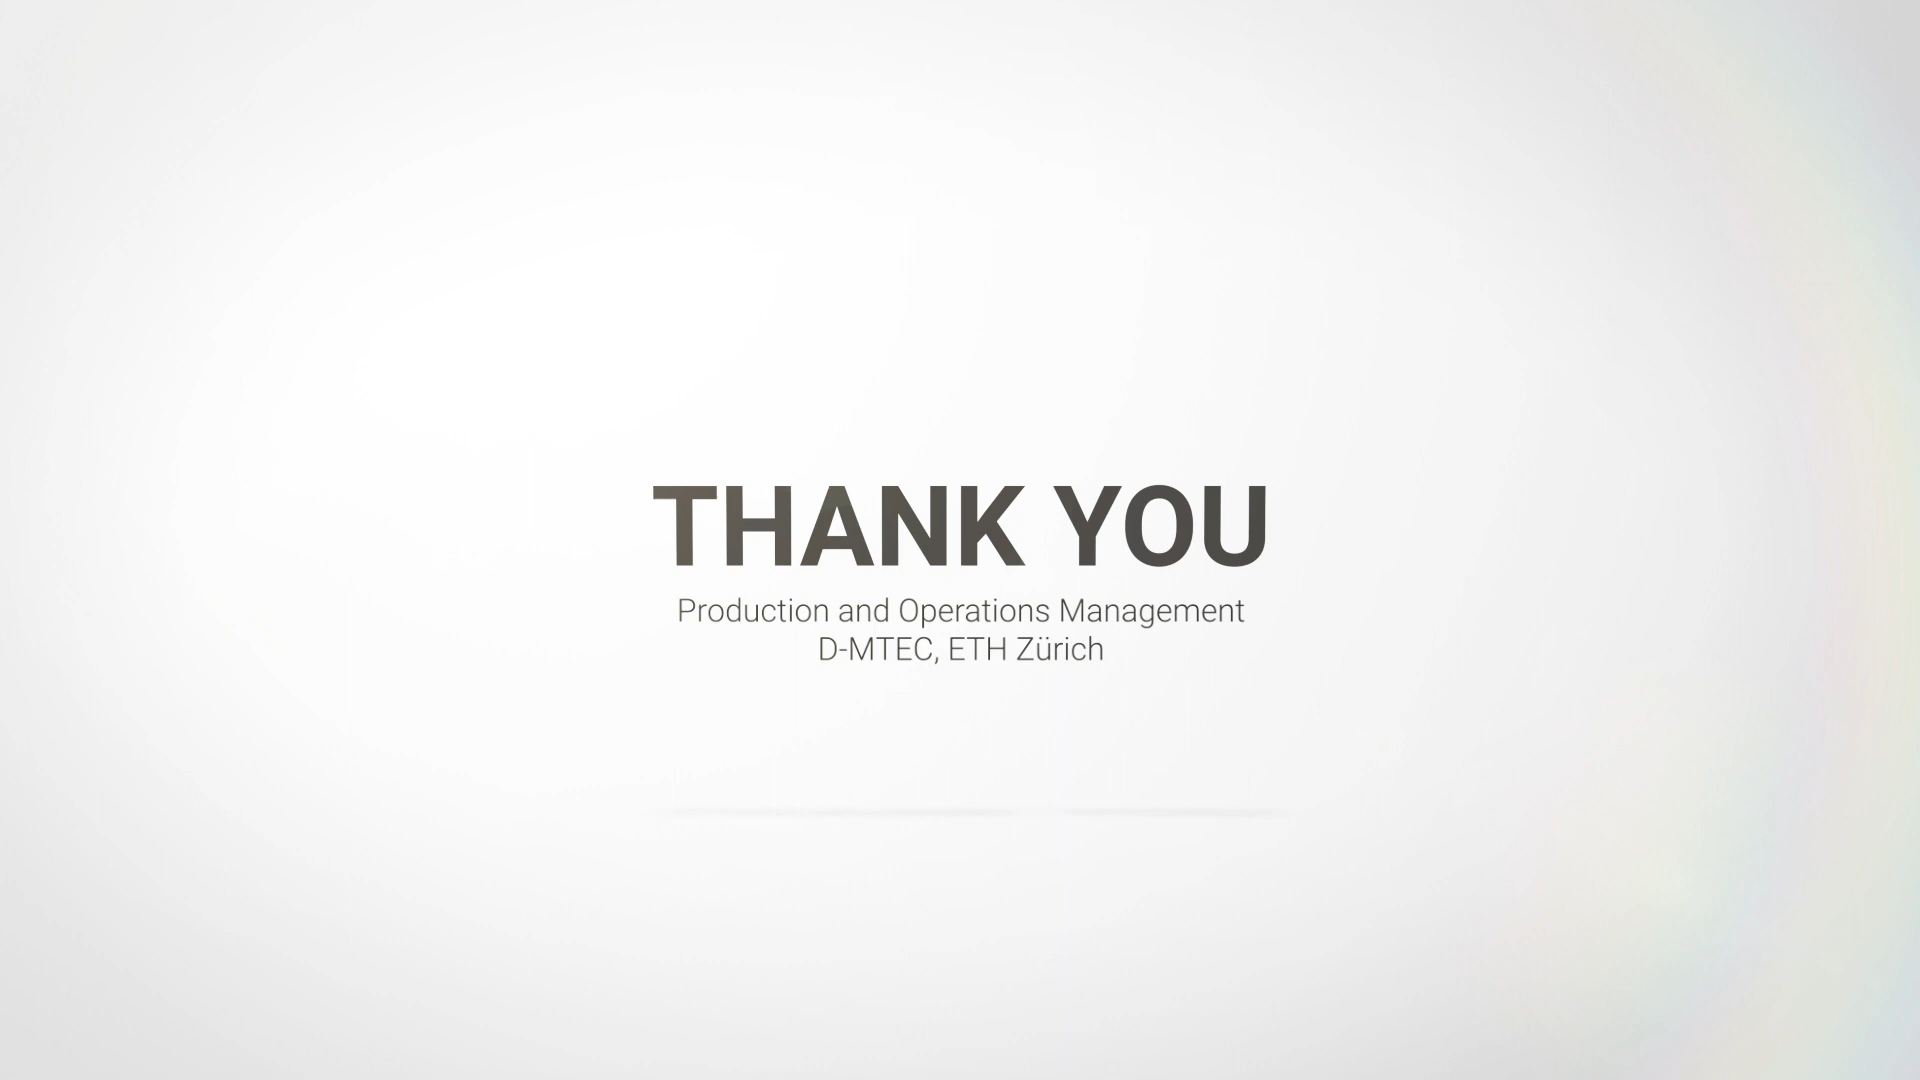 THANK YOU
Production and Operations Management
D-MTEC, ETH Zürich